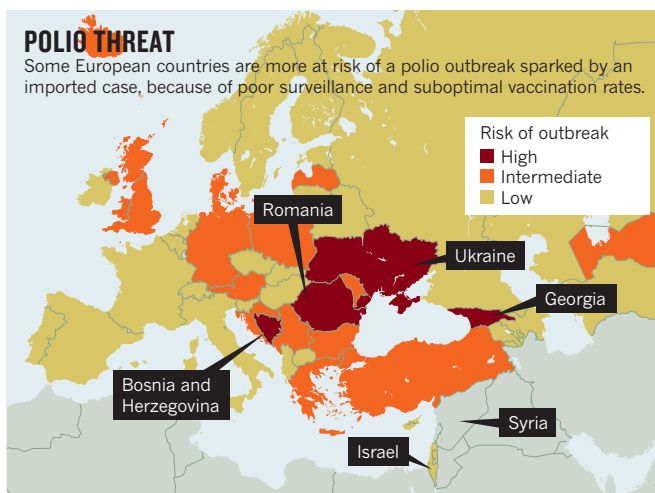 POLIO THREAT
Some European countries are more at risk of a polio outbreak sparked by an
imported case, because of poor surveillance and suboptimal vaccination rates.
Risk of outbreak
High
Intermediate
Low
Romania
Ukraine
Georgia
Bosnia and
Herzegovina
Syria
Israel